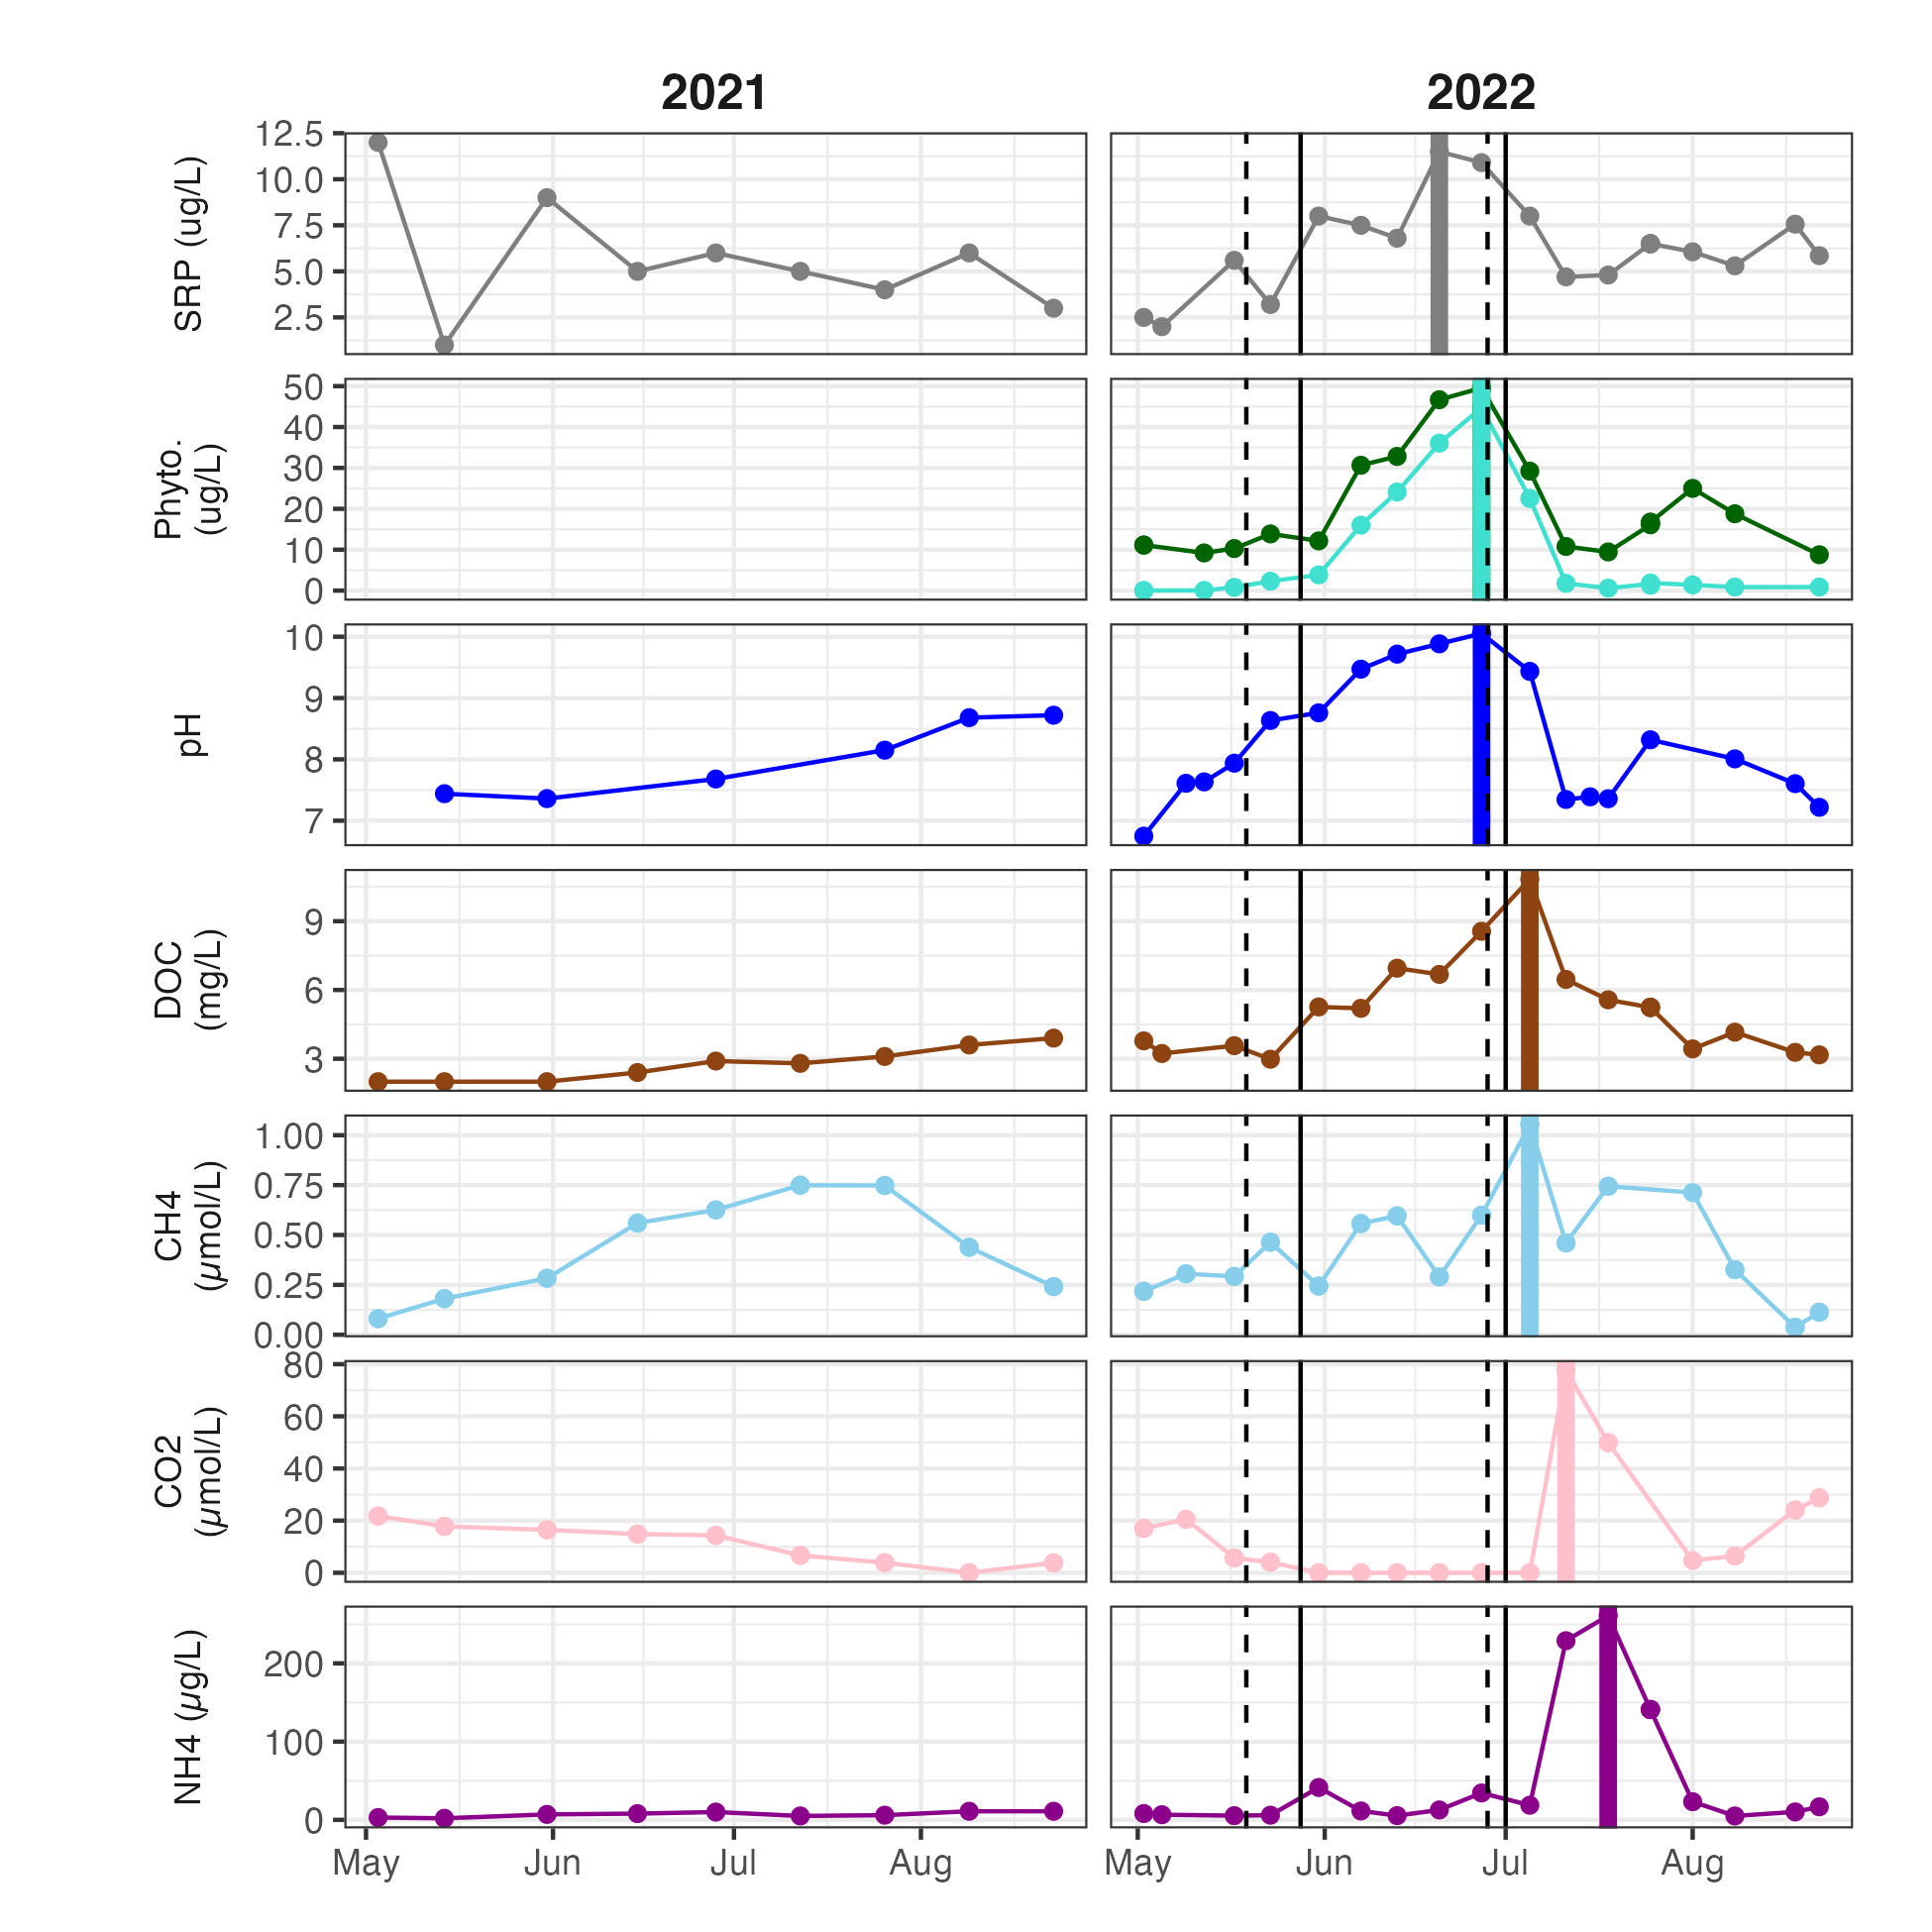 2021 2022
SRP (ug/L)
12.5
10.0
7.5
5.0
2.5
Phyto.
(ug/L)
50
40
30
20
10
0
pH
10
9
8
7
DOC
(mg/L)
9
6
3
CH4
(µmol/L)
1.00
0.75
0.50
0.25
0.00
CO2
(µmol/L)
80
60
40
20
0
NH4 (µg/L)
200
100
0
May Jun Jul Aug May Jun Jul Aug